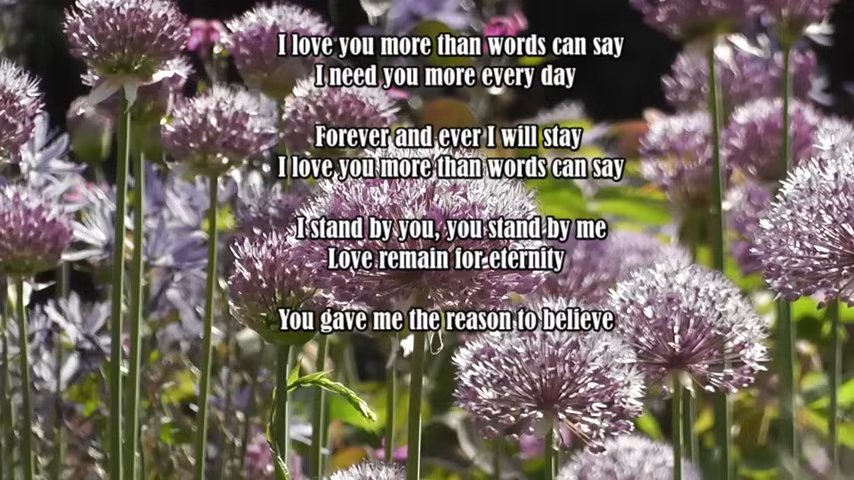 I love you more than words can say
I need you more every day
Forever and ever I will stay
I love you more than words can say
I stand by you, you stand by me
Love remain for eternity
You gave me the reason to believe